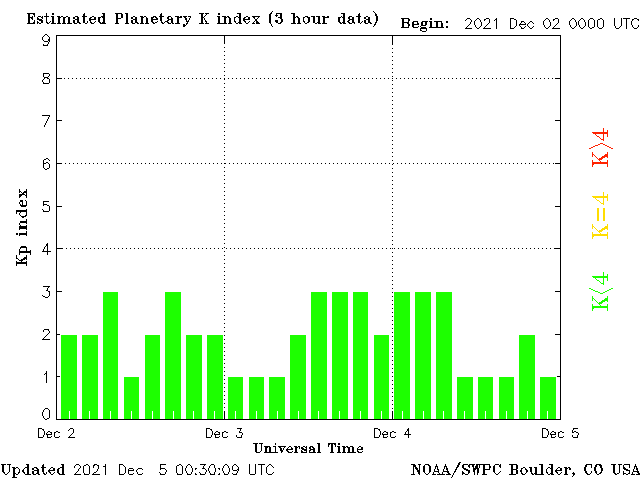 Estimated Planetary K index (3 hour data) Begin: 2021 Dec 02 0000 UTC
9
8
7
6
5
4
3
2
1
0
Kp index
K>4
K=4
K<4
Dec 2 Dec 3 Dec 4 Dec 5
Universal Time
Updated 2021 Dec 5 00:30:09 UTC NOAA/SWPC Boulder, CO USA